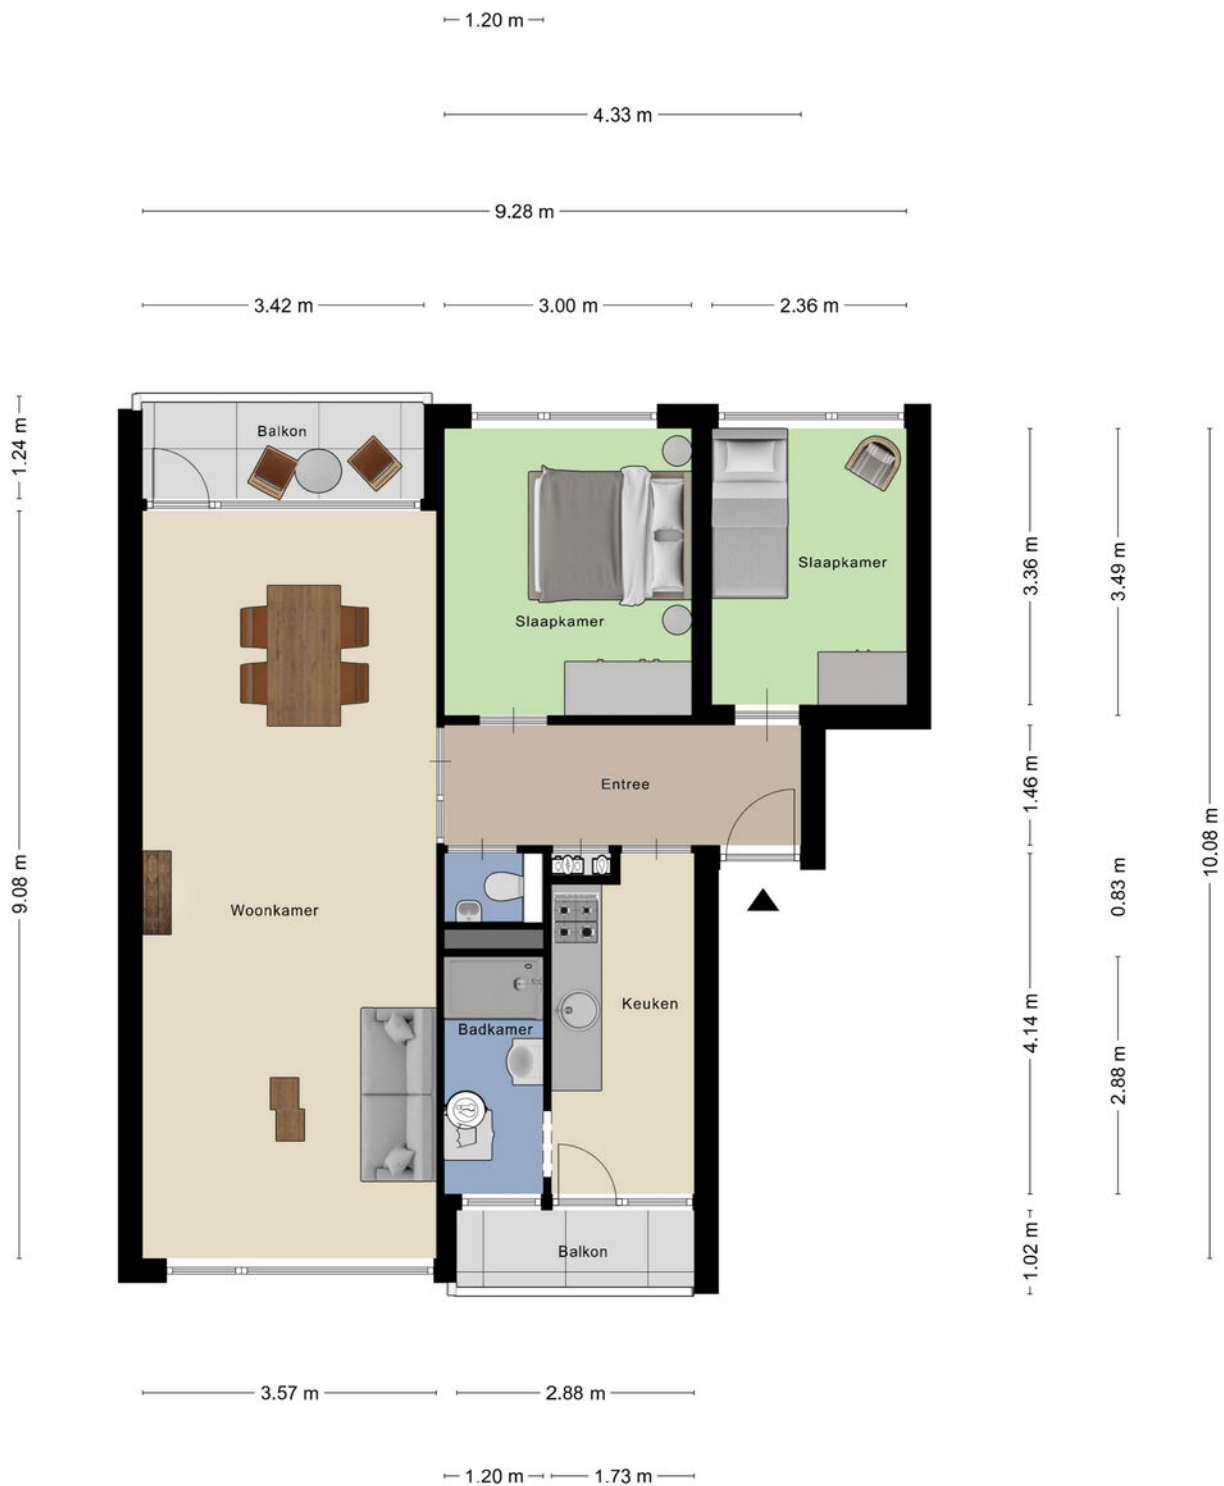 1.20 m
4.33 m
9.28 m
3.42 m
3.00 m
2.36 m
1.24 m
Balkon
3.36 m
3.49 m
Slaapkamer
Slaapkamer
Entree
1.46 m
10.08 m
9.08 m
0.83 m
Woonkamer
Keuken
Badkamer
4.14 m
2.88 m
Balkon
1.02 m
3.57 m
2.88 m
1.20 m
1.73 m